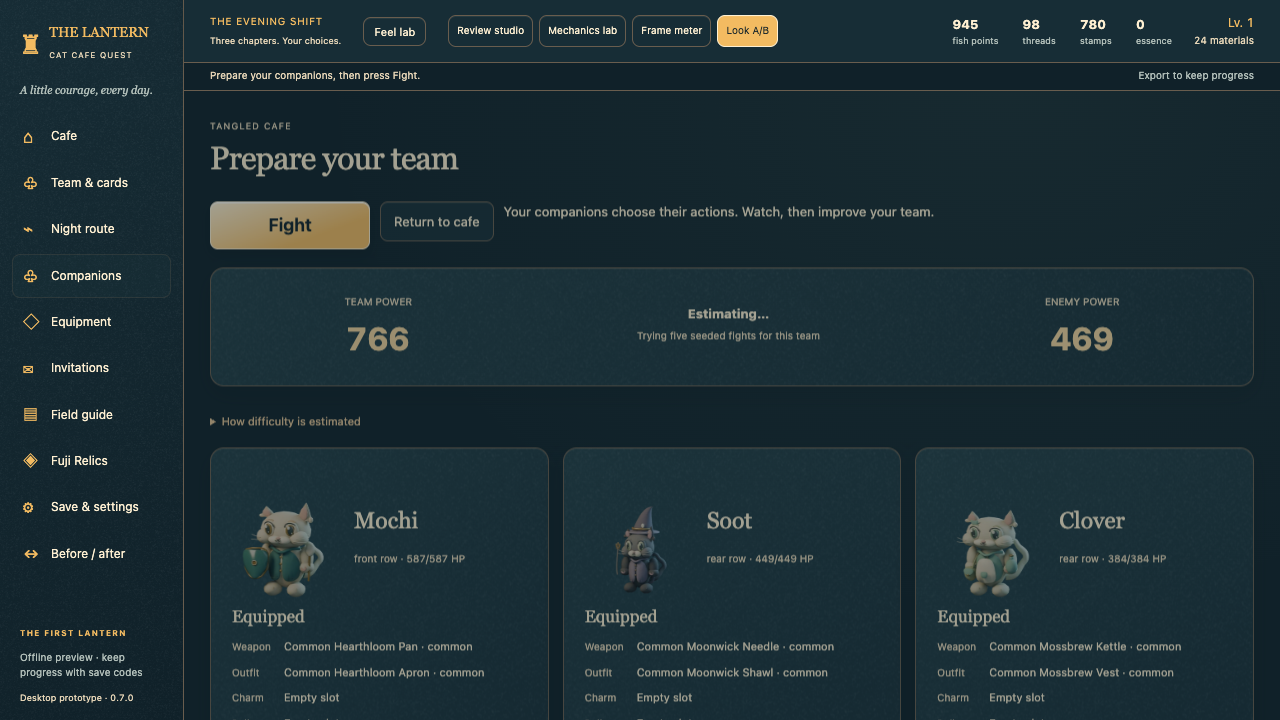 THE LANTERN
CAT CAFE QUEST
A little courage, every day.
Cafe
Team & cards
Night route
Companions
Equipment
Invitations
Field guide
Fuji Relics
Save & settings
Before / after
THE FIRST LANTERN
Offline preview · keep
progress with save codes
Desktop prototype · 0.7.0
THE EVENING SHIFT
Three chapters. Your choices.
Feel lab
Review studio
Mechanics lab
Frame meter
Look A/B
945
fish points
98
threads
780
stamps
0
essence
Lv. 1
24 materials
Prepare your companions, then press Fight.
Export to keep progress
TANGLED CAFE
Prepare your team
Fight
Return to cafe
Your companions choose their actions. Watch, then improve your team.
TEAM POWER
766
Estimating...
Trying five seeded fights for this team
ENEMY POWER
469
How difficulty is estimated
Mochi
front row · 587/587 HP
Equipped
Weapon Common Hearthloom Pan · common
Outfit Common Hearthloom Apron · common
Charm Empty slot
Soot
rear row · 449/449 HP
Equipped
Weapon Common Moonwick Needle · common
Outfit Common Moonwick Shawl · common
Charm Empty slot
Clover
rear row · 384/384 HP
Equipped
Weapon Common Mossbrew Kettle · common
Outfit Common Mossbrew Vest · common
Charm Empty slot